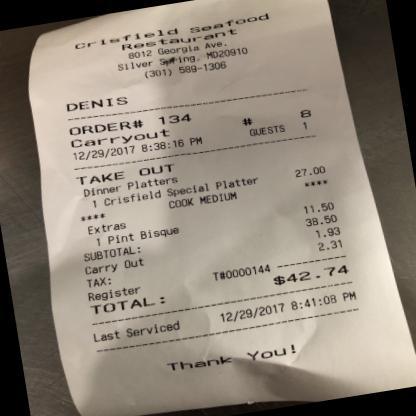 Crisfield Seafood
Restaurant
8012 Georgia Ave.
Silver Spring, MD20910
(301) 589-1306
DENIS
ORDER# 134 # 8
Carryout GUESTS 1
12/29/2017 8:38:16 PM
TAKE OUT
Dinner Platters
1 Crisfield Special Platter 27.00
**** COOK MEDIUM ****
Extras
1 Pint Bisque 11.50
SUBTOTAL: 38.50
Carry Out 1.93
TAX: 2.31
Register T#0000144
TOTAL: $42.74
Last Serviced 12/29/2017 8:41:08 PM
Thank You!